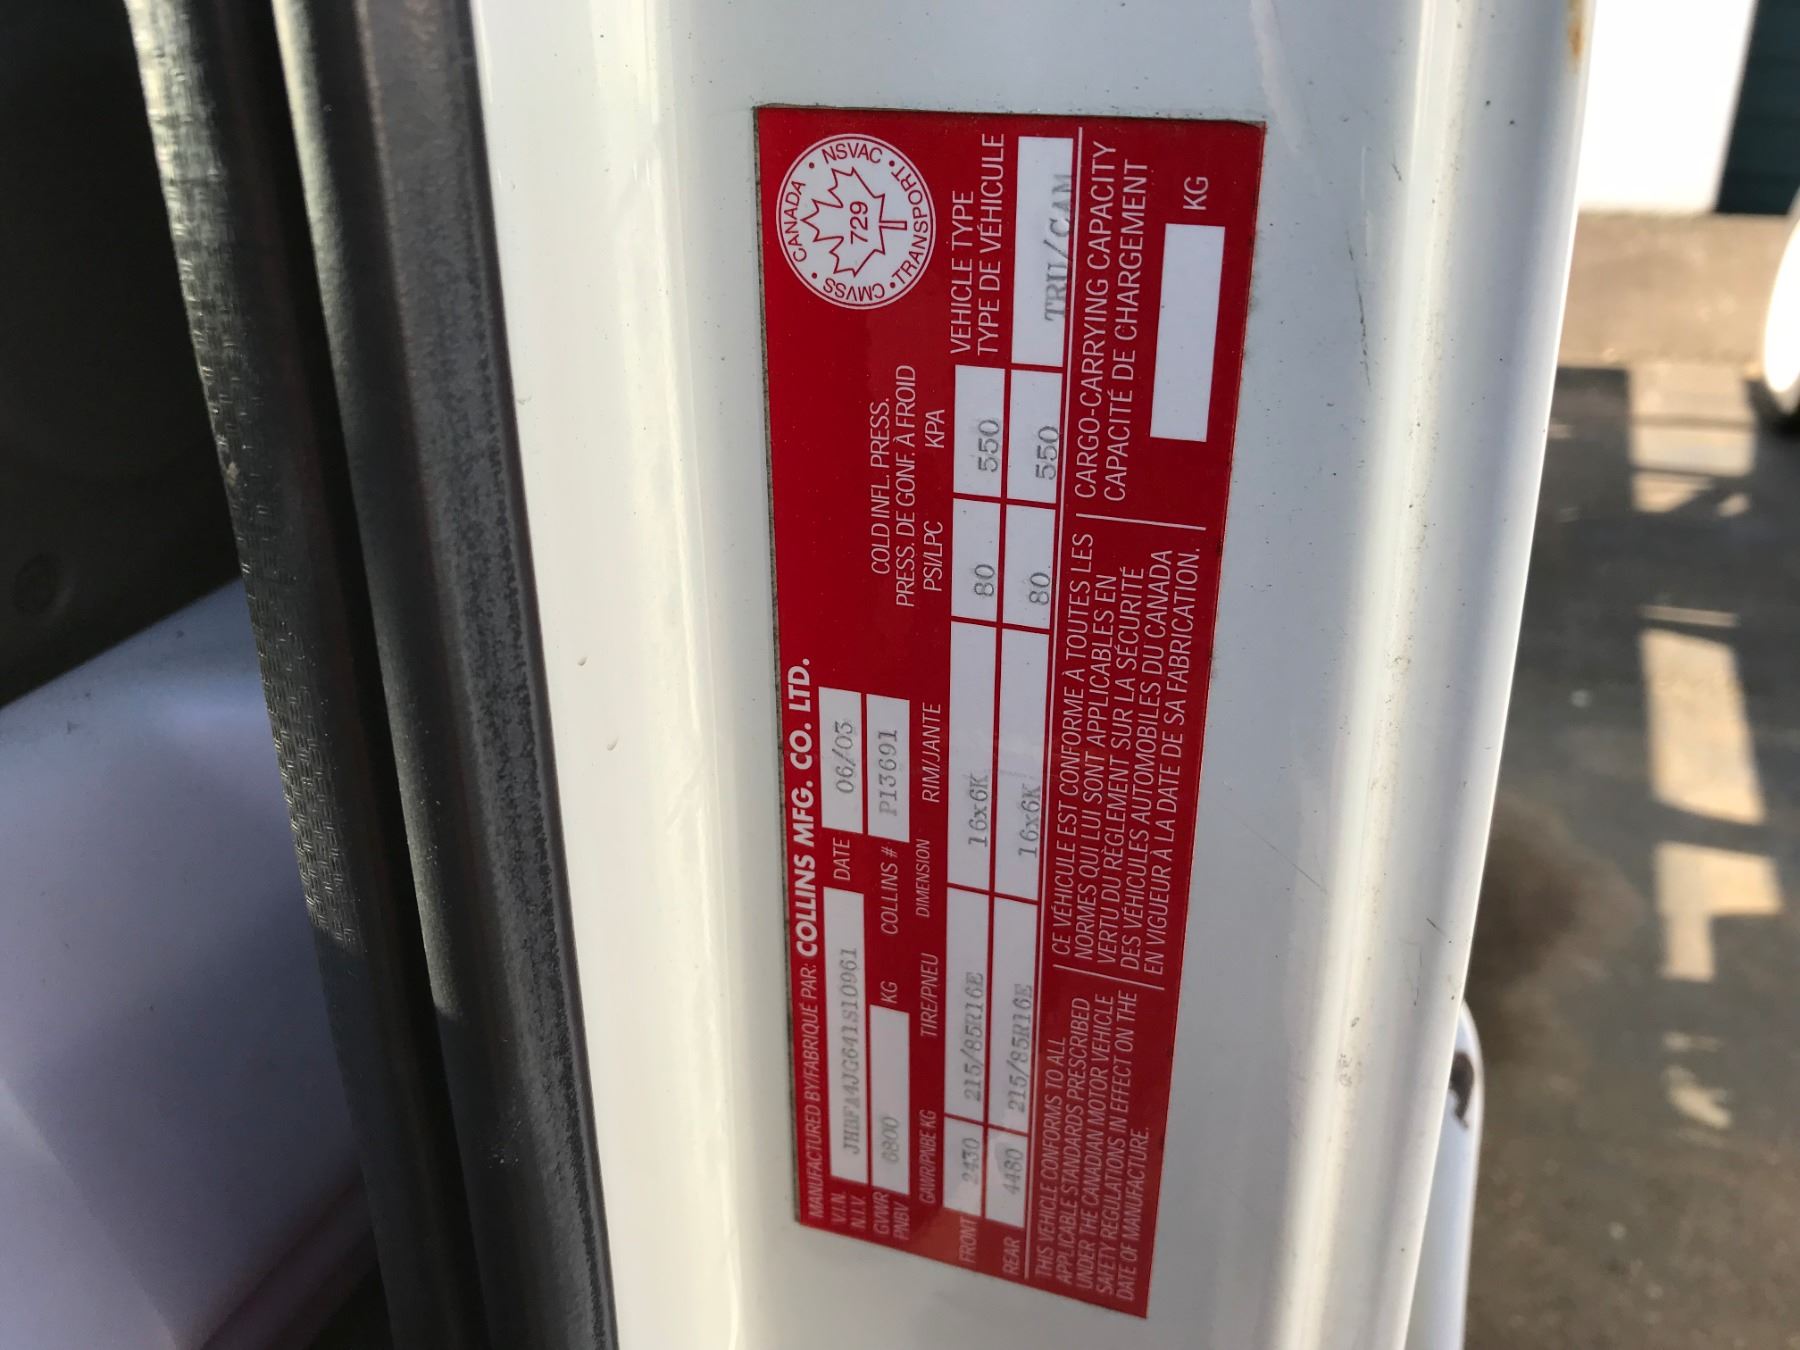 MANUFACTURED BY/FABRIQUÉ PAR: COLLINS MFG. CO. LTD.
CANADA • NSVAC • TRANSPORT • CMVSS •
729
V.I.N.
N.I.V.
DATE 06/03
GVWR
PNBV
6800 KG COLLINS # P13691
COLD INFL. PRESS.
PRESS. DE GONF. À FROID
GAWR/PNBE KG TIRE/PNEU DIMENSION RIM/JANTE PSI/LPC KPA
VEHICLE TYPE
TYPE DE VÉHICULE
FRONT 2430 215/85R16E 16x6K 80 550
REAR 4480 215/85R16E 16x6K 80 550 TRU/CAM
THIS VEHICLE CONFORMS TO ALL
APPLICABLE STANDARDS PRESCRIBED
UNDER THE CANADIAN MOTOR VEHICLE
SAFETY REGULATIONS IN EFFECT ON THE
DATE OF MANUFACTURE.
CE VÉHICULE EST CONFORME À TOUTES LES
NORMES QUI LUI SONT APPLICABLES EN
VERTU DU RÈGLEMENT SUR LA SÉCURITÉ
DES VÉHICULES AUTOMOBILES DU CANADA
EN VIGUEUR À LA DATE DE SA FABRICATION.
CARGO-CARRYING CAPACITY
CAPACITÉ DE CHARGEMENT
KG